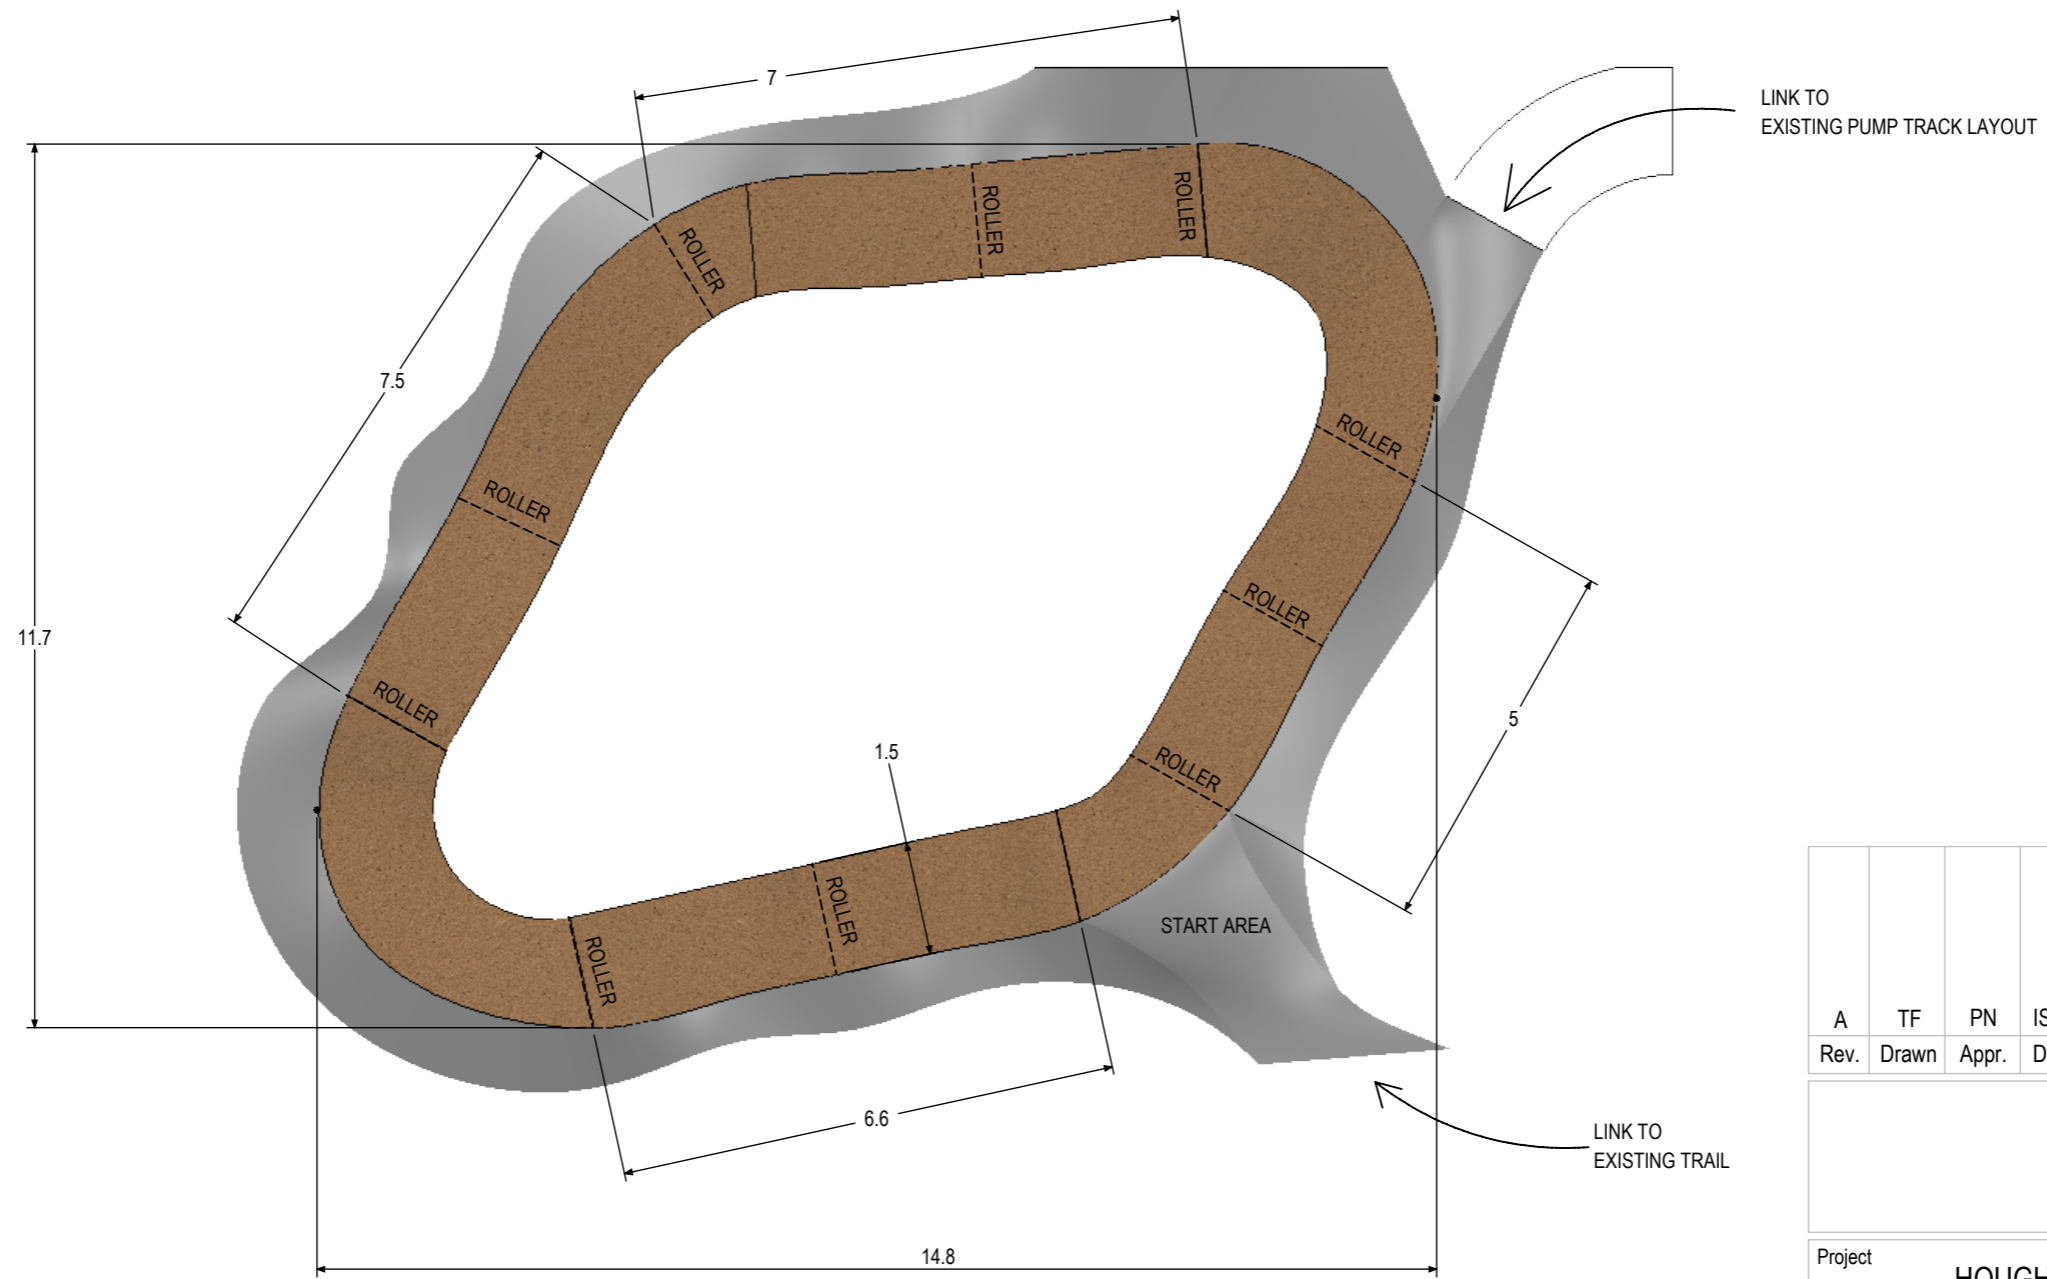 7
LINK TO
EXISTING PUMP TRACK LAYOUT
ROLLER
ROLLER
ROLLER
7.5
ROLLER
ROLLER
11.7
ROLLER
ROLLER
5
ROLLER
1.5
ROLLER
ROLLER
START AREA
6.6
LINK TO
EXISTING TRAIL
14.8
A TF PN
Rev. Drawn Appr.
Project